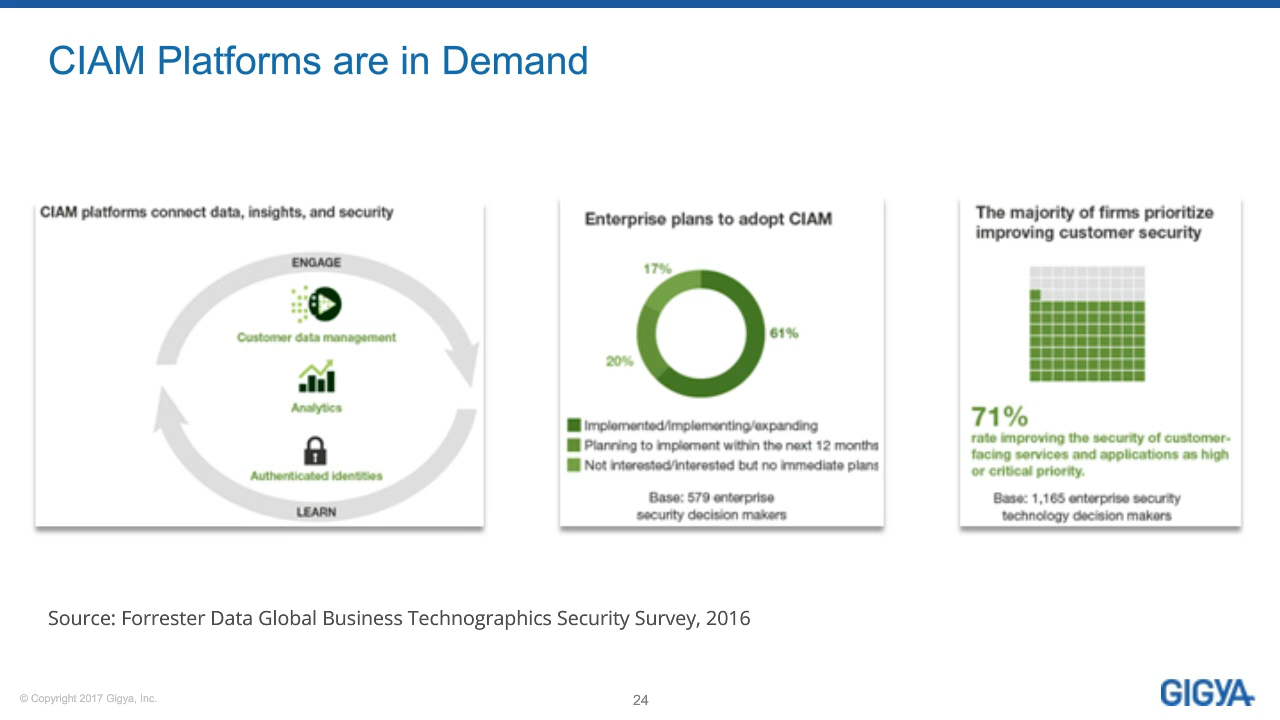 CIAM Platforms are in Demand
CIAM platforms connect data, insights, and security
ENGAGE
Customer data management
Analytics
Authenticated identities
LEARN
Enterprise plans to adopt CIAM
17%
61%
20%
Implemented/implementing/expanding
Planning to implement within the next 12 months
Not interested/interested but no immediate plans
Base: 579 enterprise
security decision makers
The majority of firms prioritize
improving customer security
71%
rate improving the security of customer-
facing services and applications as high
or critical priority.
Base: 1,165 enterprise security
technology decision makers
Source: Forrester Data Global Business Technographics Security Survey, 2016
© Copyright 2017 Gigya, Inc.
24
GIGYA